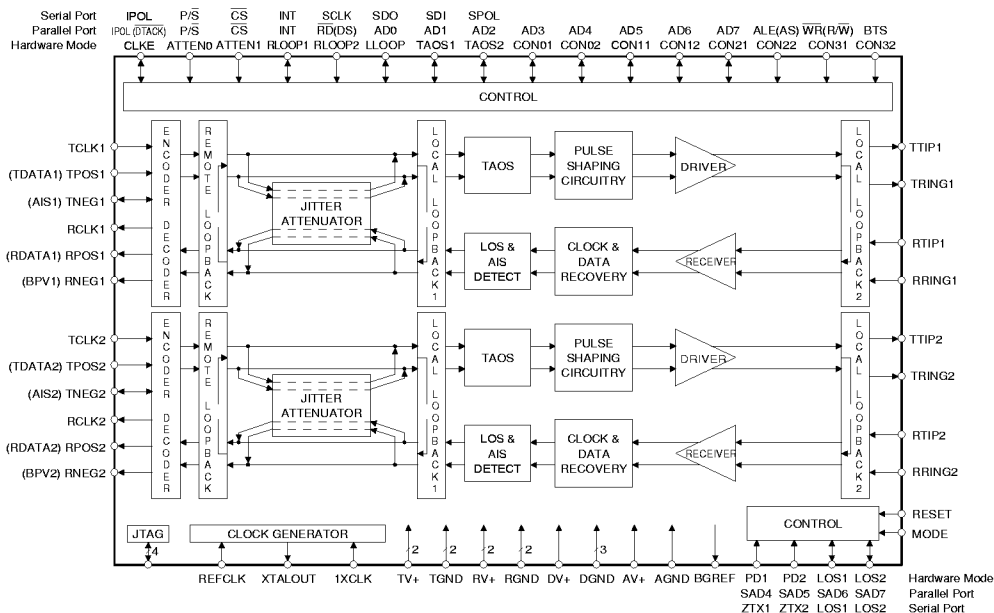 Serial Port IPOL P/S CS INT SCLK SDO SDI SPOL
Parallel Port IPOL (DTACK) P/S CS INT RD(DS) AD0 AD1 AD2 AD3 AD4 AD5 AD6 AD7 ALE(AS) WR(R/W) BTS
Hardware Mode CLKE ATTEN0 ATTEN1 RLOOP1 RLOOP2 LLOOP TAOS1 TAOS2 CON01 CON02 CON11 CON12 CON21 CON22 CON31 CON32
CONTROL
TCLK1
(TDATA1) TPOS1
(AIS1) TNEG1
RCLK1
(RDATA1) RPOS1
(BPV1) RNEG1
ENCODER DECODER
REMOTE LOOPBACK
JITTER
ATTENUATOR
LOCAL LOOPBACK1
TAOS
PULSE
SHAPING
CIRCUITRY
DRIVER
LOS &
AIS
DETECT
CLOCK &
DATA
RECOVERY
RECEIVER
LOCAL LOOPBACK2
TTIP1
TRING1
RTIP1
RRING1
TCLK2
(TDATA2) TPOS2
(AIS2) TNEG2
RCLK2
(RDATA2) RPOS2
(BPV2) RNEG2
ENCODER DECODER
REMOTE LOOPBACK
JITTER
ATTENUATOR
LOCAL LOOPBACK1
TAOS
PULSE
SHAPING
CIRCUITRY
DRIVER
LOS &
AIS
DETECT
CLOCK &
DATA
RECOVERY
RECEIVER
LOCAL LOOPBACK2
TTIP2
TRING2
RTIP2
RRING2
RESET
MODE
JTAG
CLOCK GENERATOR
CONTROL
4 2 2 2 2 3
REFCLK XTALOUT 1XCLK TV+ TGND RV+ RGND DV+ DGND AV+ AGND BGREF PD1 PD2 LOS1 LOS2 Hardware Mode
SAD4 SAD5 SAD6 SAD7 Parallel Port
ZTX1 ZTX2 LOS1 LOS2 Serial Port